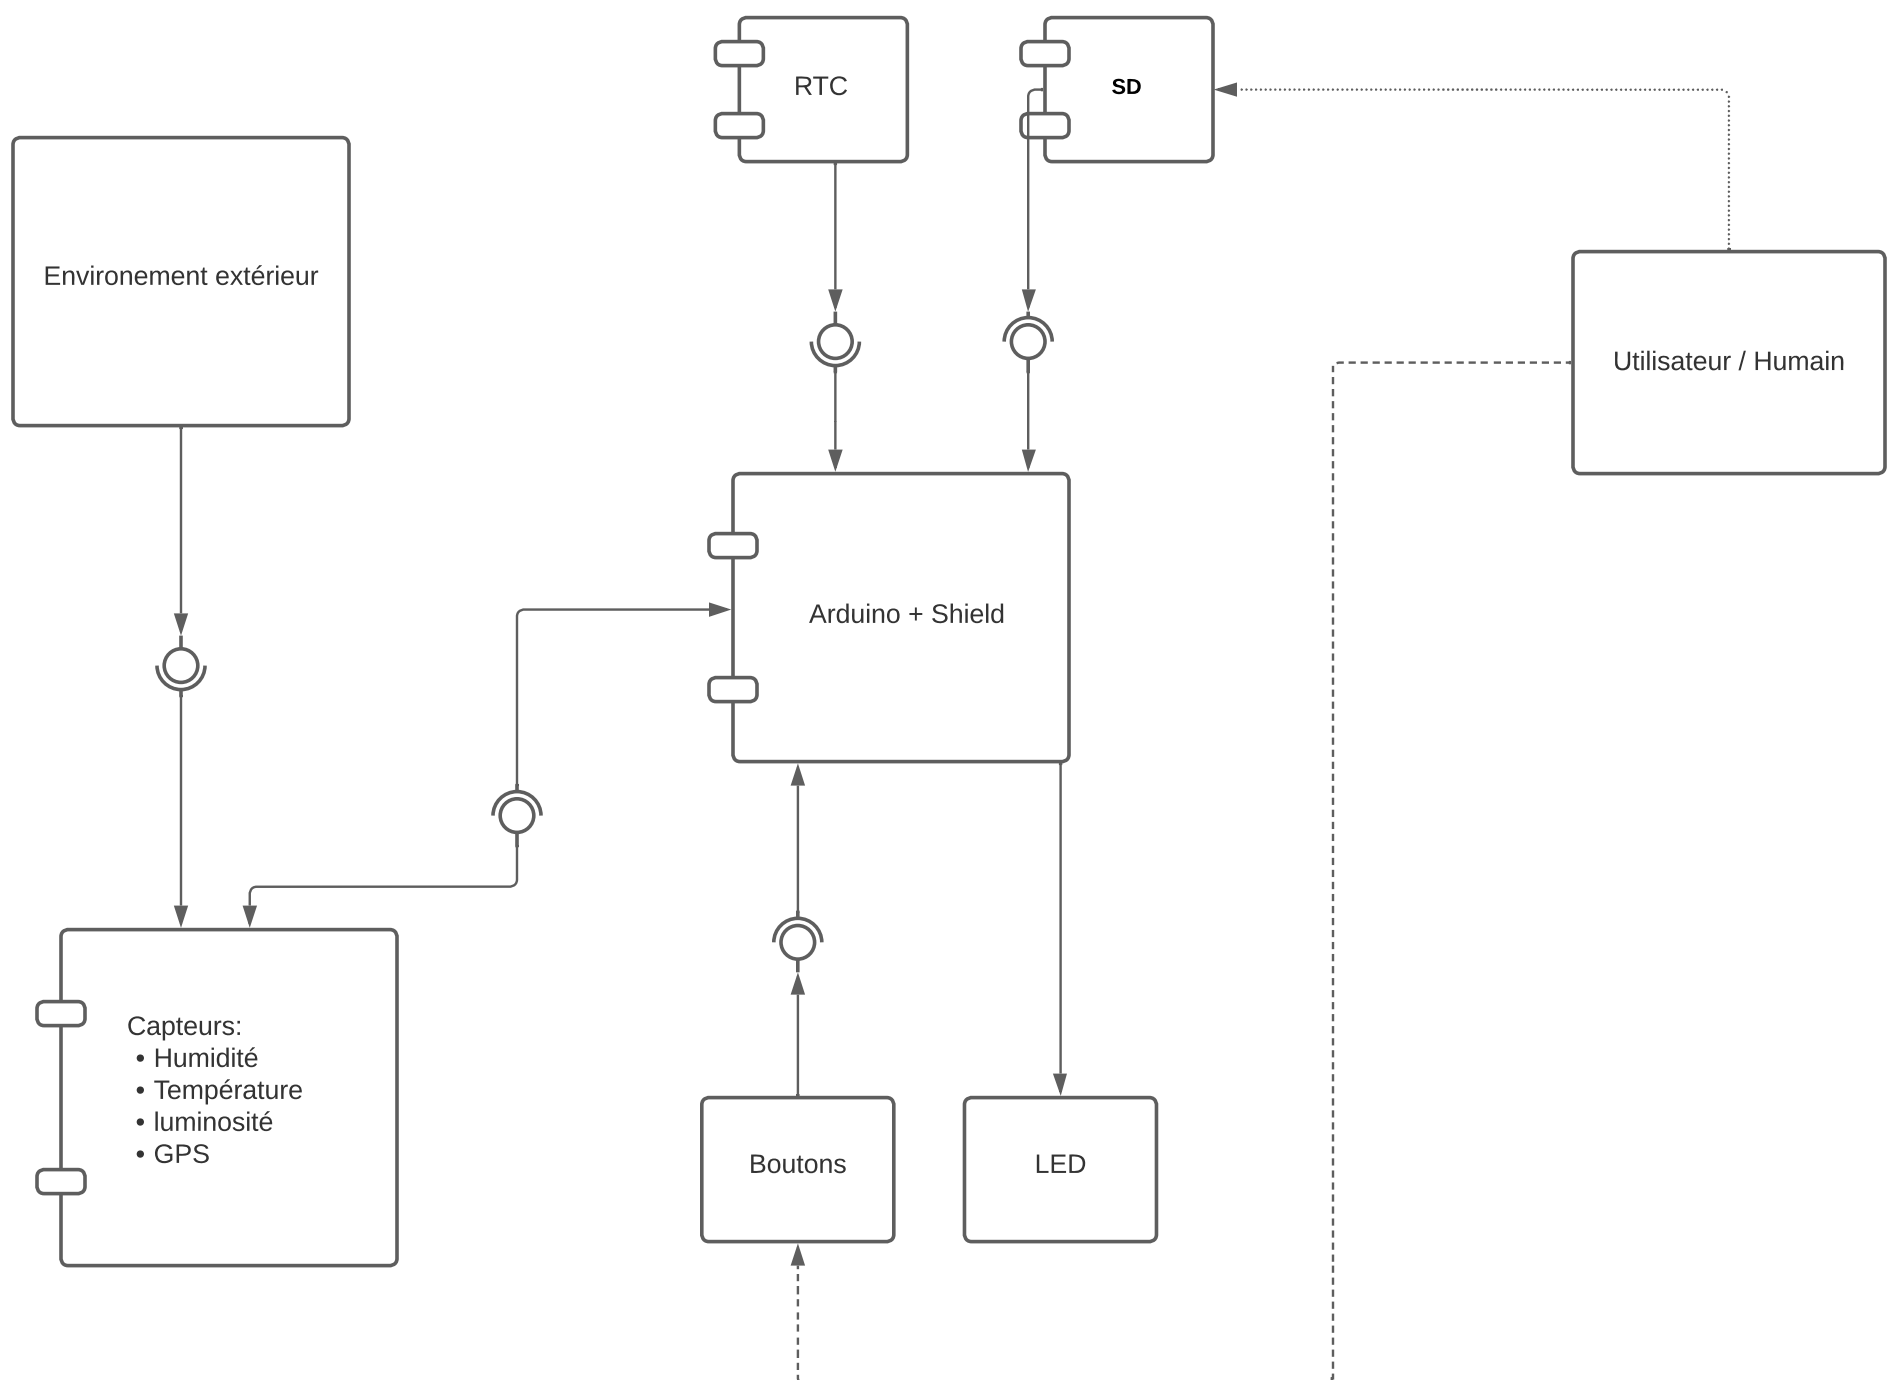 RTC
SD
Environement extérieur
Utilisateur / Humain
Arduino + Shield
Capteurs:
• Humidité
• Température
• luminosité
• GPS
Boutons
LED